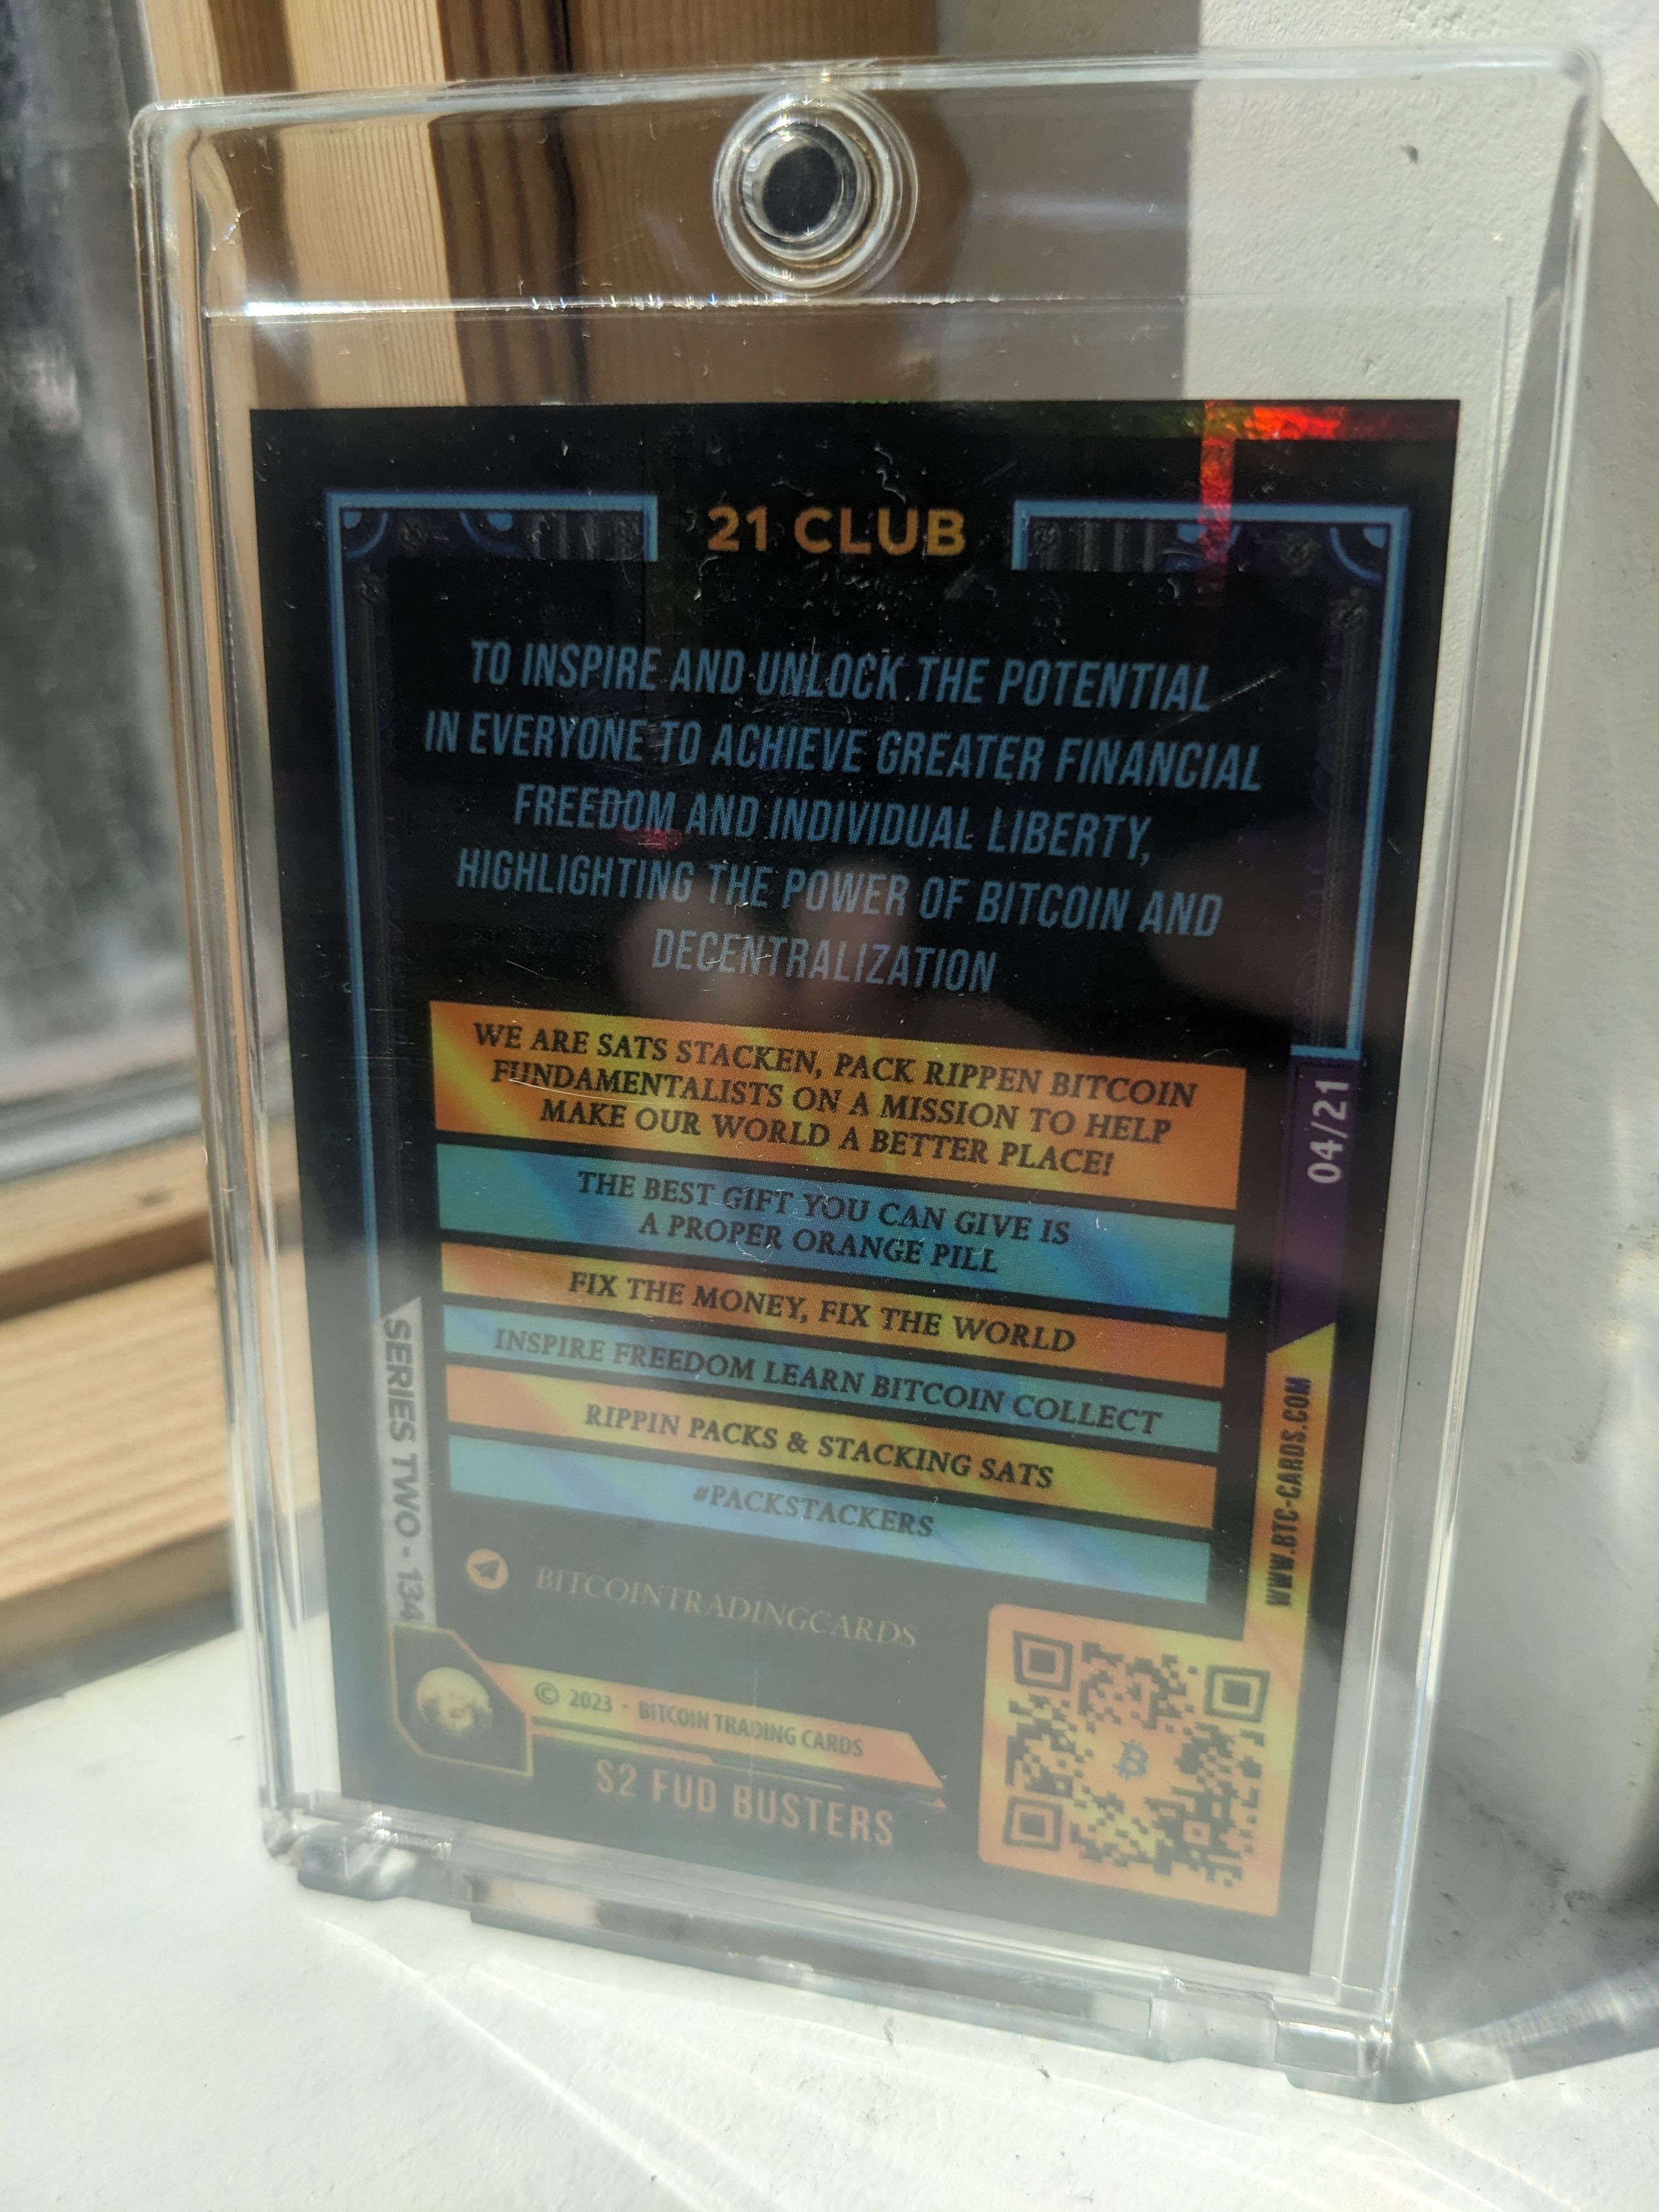 21 CLUB
TO INSPIRE AND UNLOCK THE POTENTIAL
IN EVERYONE TO ACHIEVE GREATER FINANCIAL
FREEDOM AND INDIVIDUAL LIBERTY,
HIGHLIGHTING THE POWER OF BITCOIN AND
DECENTRALIZATION
WE ARE SATS STACKEN, PACK RIPPEN BITCOIN
FUNDAMENTALISTS ON A MISSION TO HELP
MAKE OUR WORLD A BETTER PLACE!
THE BEST GIFT YOU CAN GIVE IS
A PROPER ORANGE PILL
FIX THE MONEY, FIX THE WORLD
INSPIRE FREEDOM LEARN BITCOIN COLLECT
RIPPIN PACKS & STACKING SATS
#PACKSTACKERS
04/21
WWW.BTC-CARDS.COM
SERIES TWO - 134
BITCOINTRADINGCARDS
© 2023 - BITCOIN TRADING CARDS
S2 FUD BUSTERS